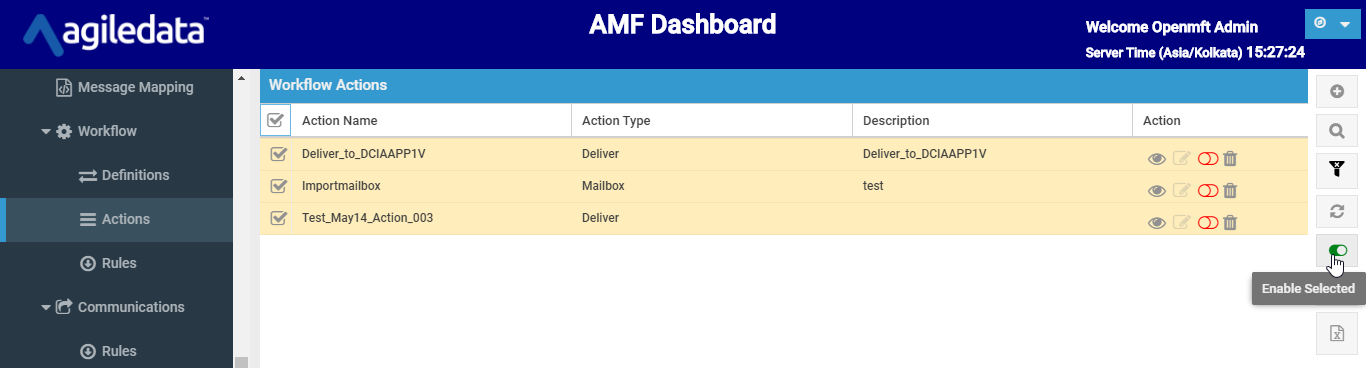 agiledata™
AMF Dashboard
Welcome Openmft Admin
Server Time (Asia/Kolkata) 15:27:24
Message Mapping
Workflow
Definitions
Actions
Rules
Communications
Rules
Workflow Actions
Action Name Action Type Description Action
Deliver_to_DCIAAPP1V Deliver Deliver_to_DCIAAPP1V
Importmailbox Mailbox test
Test_May14_Action_003 Deliver
Enable Selected